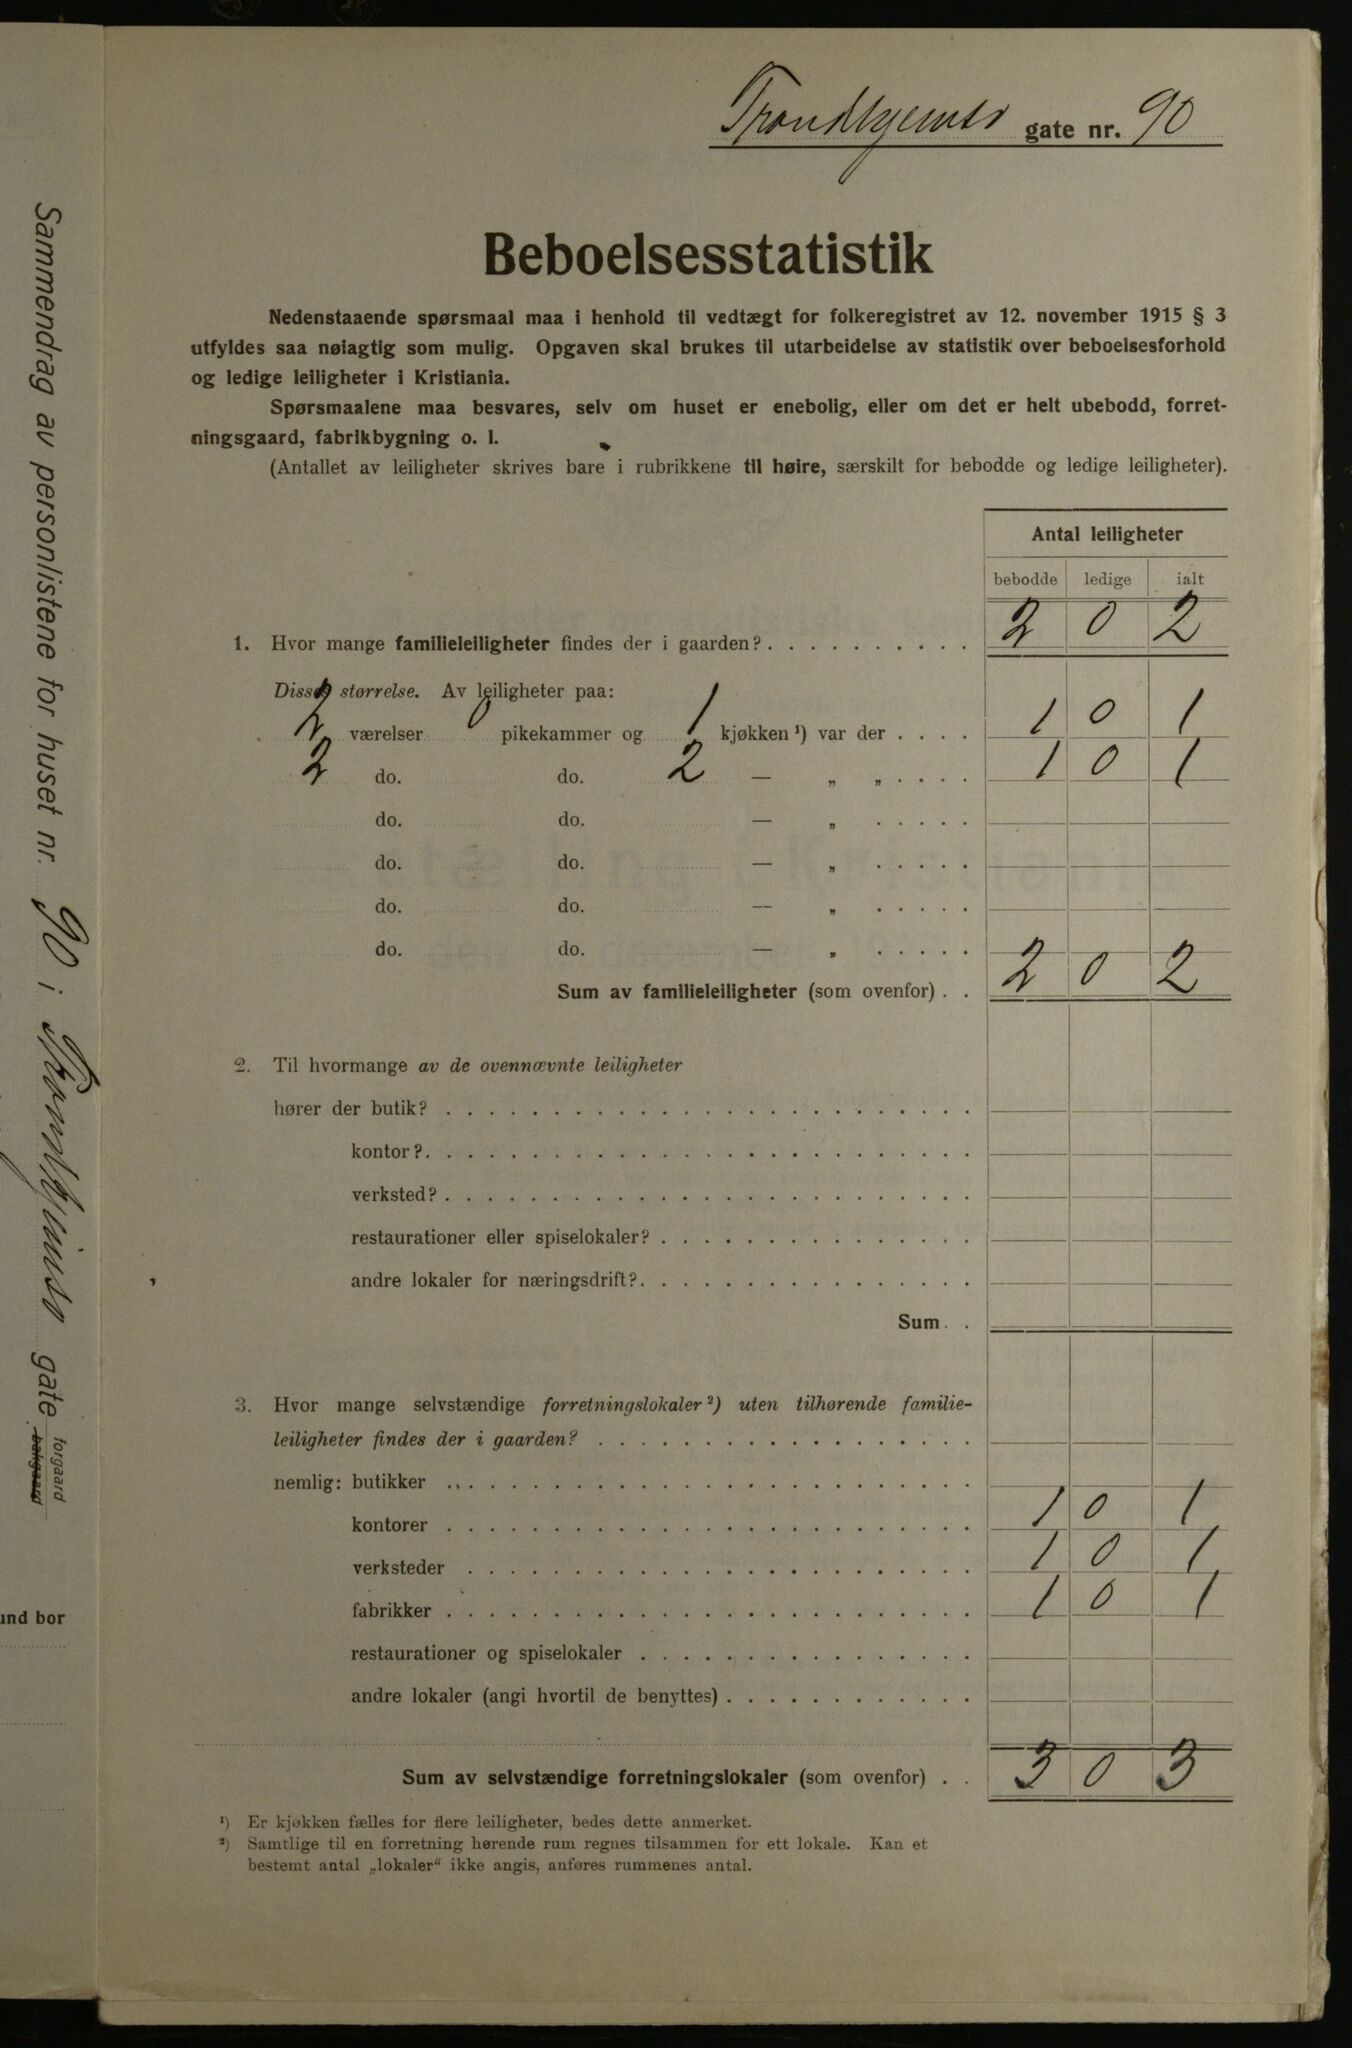 Trondhjemsv gate nr. 90
Beboelsesstatistik
Nedenstaaende spørsmaal maa i henhold til vedtægt for folkeregistret av 12. november 1915 § 3
utfyldes saa nøiagtig som mulig. Opgaven skal brukes til utarbeidelse av statistik over beboelsesforhold
og ledige leiligheter i Kristiania.
Spørsmaalene maa besvares, selv om huset er enebolig, eller om det er helt ubebodd, forret-
ningsgaard, fabrikbygning o. l.
(Antallet av leiligheter skrives bare i rubrikkene til høire, særskilt for bebodde og ledige leiligheter).
Antal leiligheter
bebodde ledige ialt
1. Hvor mange familieleiligheter findes der i gaarden? . . . . . . . . . . 2 0 2
Disse størrelse. Av leiligheter paa:
2 værelser 0 pikekammer og 1 kjøkken ¹) var der . . . . 1 0 1
2 do. do. 2 — „ „ . . . . 1 0 1
do. do. — „ . . . . .
do. do. — „ . . . . .
do. do. — „ . . . . .
do. do. — „ . . . . .
Sum av familieleiligheter (som ovenfor) . . 2 0 2
2. Til hvormange av de ovennævnte leiligheter
hører der butik? . . . . . . . . . .
kontor? . . . . . . . . . .
verksted? . . . . . . . . . .
restaurationer eller spiselokaler? . . . . . . . . . .
andre lokaler for næringsdrift? . . . . . . . . . .
Sum . .
3. Hvor mange selvstændige forretningslokaler ²) uten tilhørende familie-
leiligheter findes der i gaarden? . . . . . . . . . .
nemlig: butikker . . . . . . . . . .
kontorer . . . . . . . . . . 1 0 1
verksteder . . . . . . . . . . 1 0 1
fabrikker . . . . . . . . . . 1 0 1
restaurationer og spiselokaler . . . . . . . . . .
andre lokaler (angi hvortil de benyttes) . . . . . . . . . .
Sum av selvstændige forretningslokaler (som ovenfor) . . 3 0 3
¹) Er kjøkken fælles for flere leiligheter, bedes dette anmerket.
²) Samtlige til en forretning hørende rum regnes tilsammen for ett lokale. Kan et
bestemt antal „lokaler“ ikke angis, anføres rummenes antal.
Sammendrag av personlistene for huset nr. 90 i Trondhjemsv gate forgaard
bakgaard
und bor